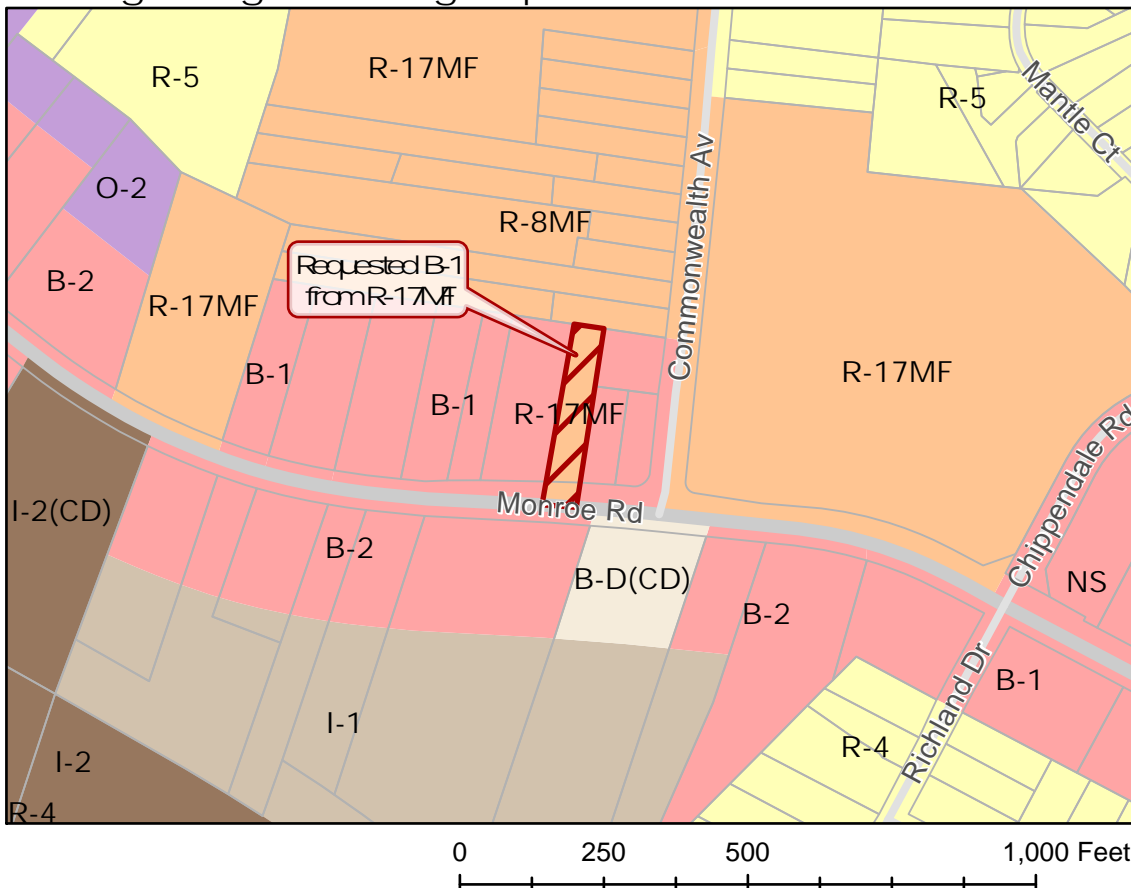 R-17MF
R-5
R-5
Mantle Ct
O-2
Commonwealth Av
R-8MF
Requested B-1
from R-17MF
B-2
R-17MF
B-1
B-1
R-17MF
R-17MF
Chippendale Rd
Monroe Rd
I-2(CD)
B-2
B-D(CD)
B-2
NS
Richland Dr
B-1
I-1
R-4
I-2
R-4
0 250 500 1,000 Feet